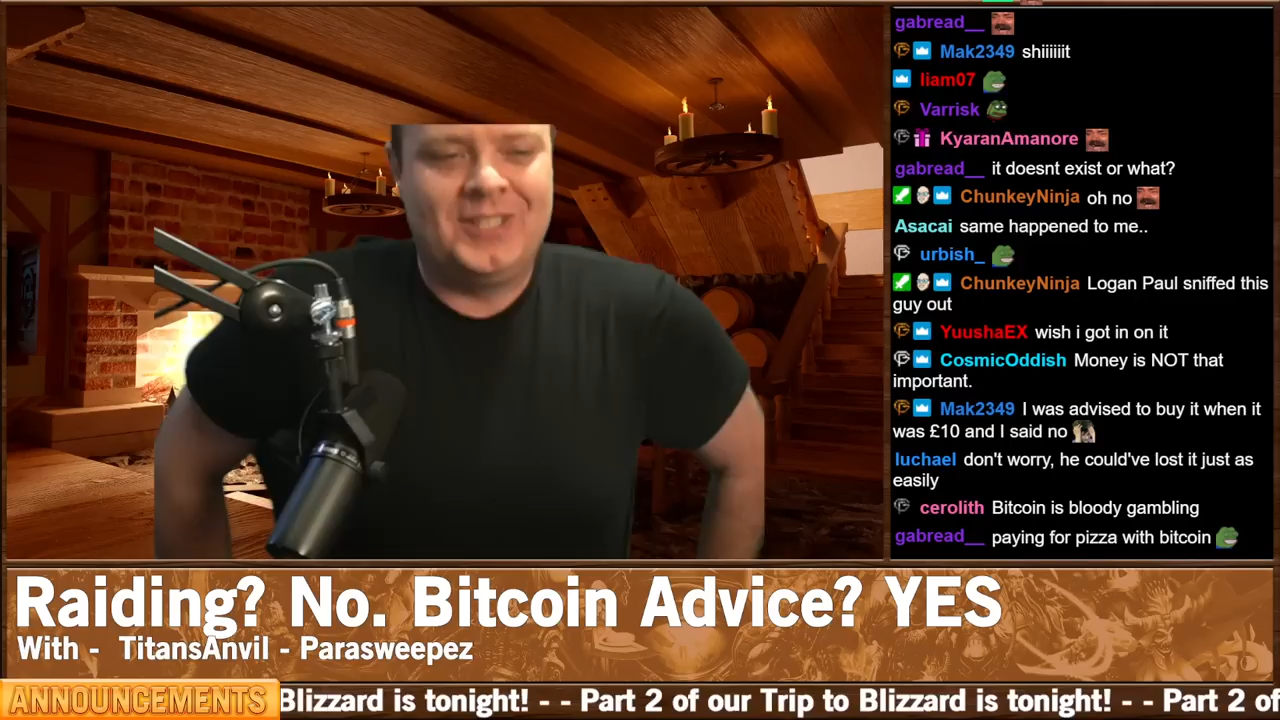 gabread__
Mak2349 shiiiiit
liam07
Varrisk
KyaranAmanore
gabread__ it doesnt exist or what?
ChunkeyNinja oh no
Asacai same happened to me..
urbish_
ChunkeyNinja Logan Paul sniffed this
guy out
YuushaEX wish i got in on it
CosmicOddish Money is NOT that
important.
Mak2349 I was advised to buy it when it
was £10 and I said no
luchael don't worry, he could've lost it just as
easily
cerolith Bitcoin is bloody gambling
gabread__ paying for pizza with bitcoin
Raiding? No. Bitcoin Advice? YES
With - TitansAnvil - Parasweepez
ANNOUNCEMENTS Blizzard is tonight! - - Part 2 of our Trip to Blizzard is tonight! - - Part 2 of